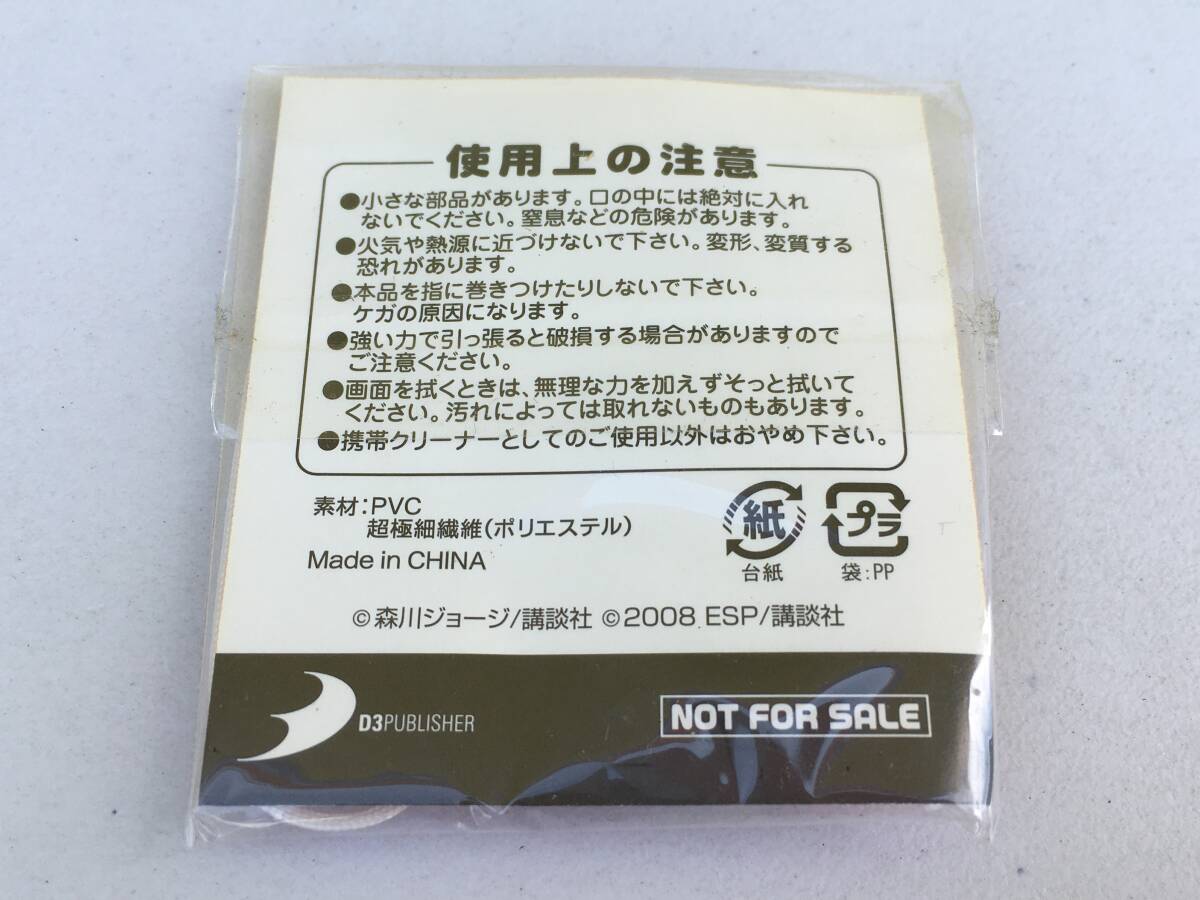 使用上の注意
●小さな部品があります。口の中には絶対に入れ
ないでください。窒息などの危険があります。
●火気や熱源に近づけないで下さい。変形、変質する
恐れがあります。
●本品を指に巻きつけたりしないで下さい。
ケガの原因になります。
●強い力で引っ張ると破損する場合がありますので
ご注意ください。
●画面を拭くときは、無理な力を加えずそっと拭いて
ください。汚れによっては取れないものもあります。
●携帯クリーナーとしてのご使用以外はおやめ下さい。
素材:PVC
超極細繊維(ポリエステル)
Made in CHINA
紙
台紙
プラ
袋:PP
©森川ジョージ/講談社 ©2008 ESP/講談社
D3PUBLISHER
NOT FOR SALE